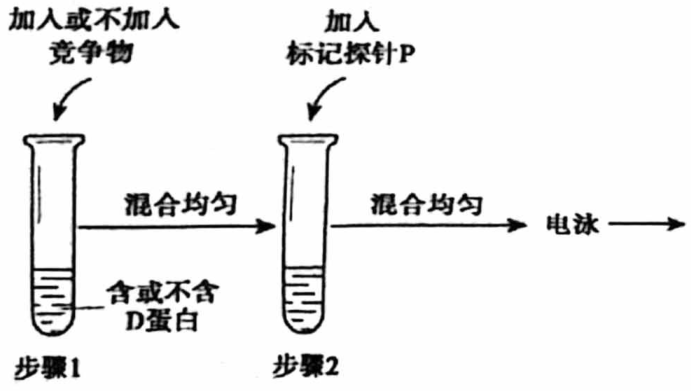 加入或不加入
竞争物
加入
标记探针P
混合均匀
混合均匀
电泳
含或不含
D蛋白
步骤1
步骤2